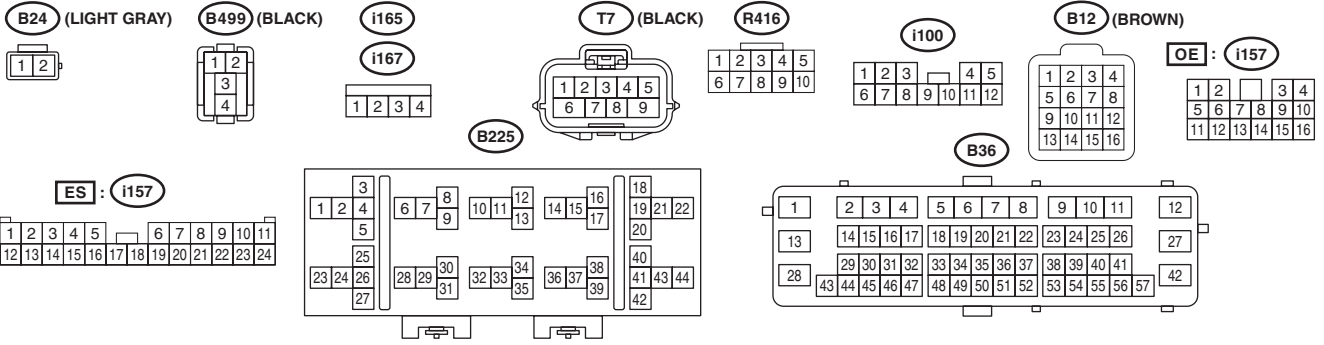 B24 (LIGHT GRAY)
1 2
B499 (BLACK)
1 2
3
4
i165
i167
1 2 3 4
T7 (BLACK)
1 2 3 4 5
6 7 8 9
R416
1 2 3 4 5
6 7 8 9 10
i100
1 2 3 4 5
6 7 8 9 10 11 12
B12 (BROWN)
1 2 3 4
5 6 7 8
9 10 11 12
13 14 15 16
OE : i157
1 2 3 4
5 6 7 8 9 10
11 12 13 14 15 16
ES : i157
1 2 3 4 5 6 7 8 9 10 11
12 13 14 15 16 17 18 19 20 21 22 23 24
B225
3 8 12 16 18
1 2 4 6 7 9 10 11 13 14 15 17 19 21 22
5 20
25 30 34 38 40
23 24 26 28 29 31 32 33 35 36 37 39 41 43 44
27 42
B36
1 2 3 4 5 6 7 8 9 10 11 12
13 14 15 16 17 18 19 20 21 22 23 24 25 26 27
28 29 30 31 32 33 34 35 36 37 38 39 40 41 42
43 44 45 46 47 48 49 50 51 52 53 54 55 56 57